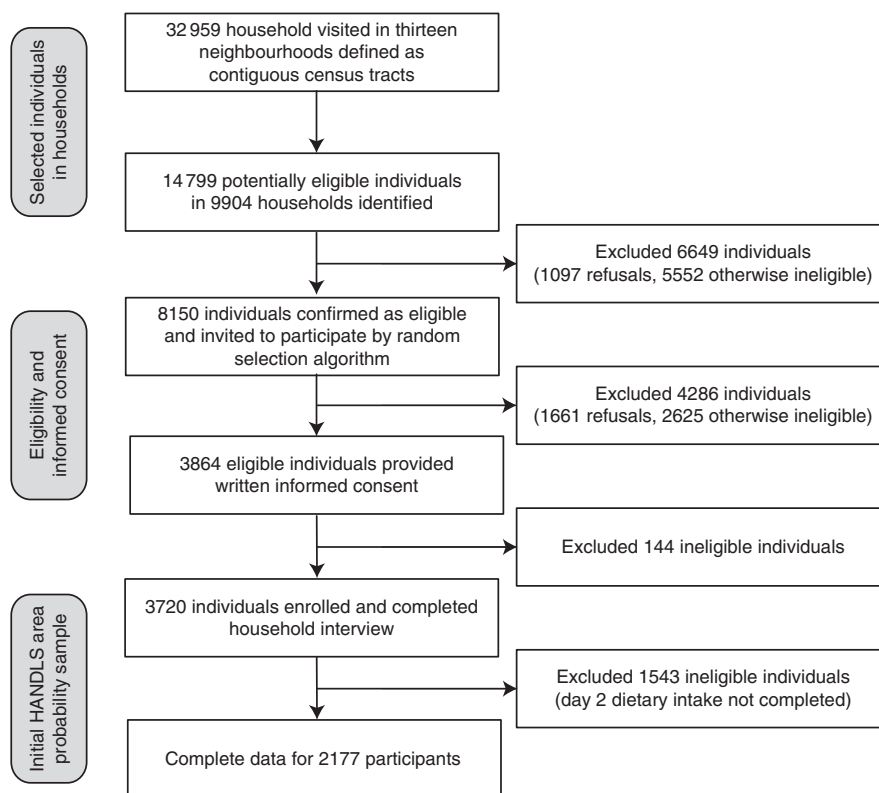 Selected individuals
in households
32 959 household visited in thirteen
neighbourhoods defined as
contiguous census tracts
14 799 potentially eligible individuals
in 9904 households identified
Excluded 6649 individuals
(1097 refusals, 5552 otherwise ineligible)
Eligibility and
informed consent
8150 individuals confirmed as eligible
and invited to participate by random
selection algorithm
Excluded 4286 individuals
(1661 refusals, 2625 otherwise ineligible)
3864 eligible individuals provided
written informed consent
Excluded 144 ineligible individuals
Initial HANDLS area
probability sample
3720 individuals enrolled and completed
household interview
Excluded 1543 ineligible individuals
(day 2 dietary intake not completed)
Complete data for 2177 participants